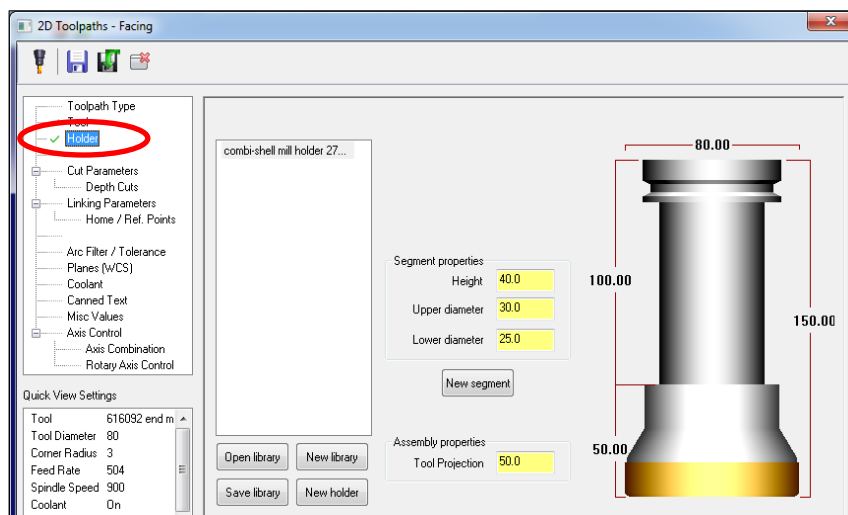 2D Toolpaths - Facing
x
Toolpath Type
Tool
Holder
Cut Parameters
Depth Cuts
Linking Parameters
Home / Ref. Points
Arc Filter / Tolerance
Planes (WCS)
Coolant
Canned Text
Misc Values
Axis Control
Axis Combination
Rotary Axis Control
Quick View Settings
Tool 616092 end m
Tool Diameter 80
Corner Radius 3
Feed Rate 504
Spindle Speed 900
Coolant On
combi-shell mill holder 27...
Open library New library
Save library New holder
Segment properties
Height 40.0
Upper diameter 30.0
Lower diameter 25.0
New segment
Assembly properties
Tool Projection 50.0
80.00
100.00
150.00
50.00